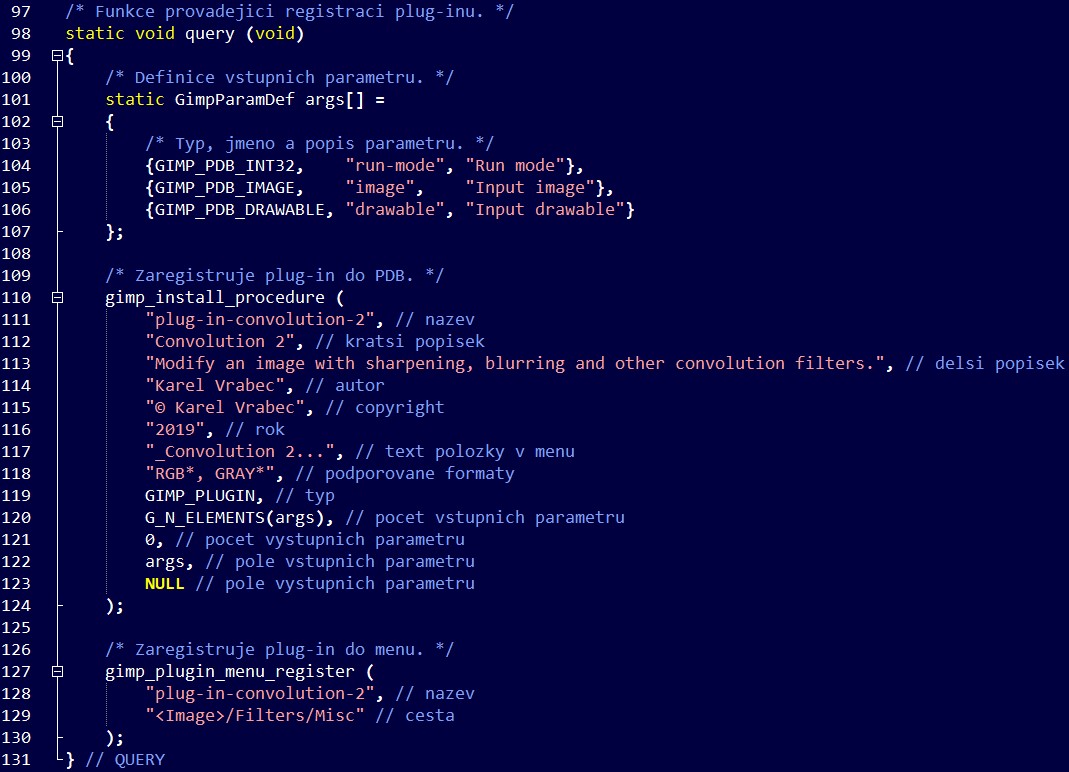 97 /* Funkce provadejici registraci plug-inu. */
98 static void query (void)
99 {
100 /* Definice vstupnich parametru. */
101 static GimpParamDef args[] =
102 {
103 /* Typ, jmeno a popis parametru. */
104 {GIMP_PDB_INT32, "run-mode", "Run mode"},
105 {GIMP_PDB_IMAGE, "image", "Input image"},
106 {GIMP_PDB_DRAWABLE, "drawable", "Input drawable"}
107 };
108
109 /* Zaregistruje plug-in do PDB. */
110 gimp_install_procedure (
111 "plug-in-convolution-2", // nazev
112 "Convolution 2", // kratsi popisek
113 "Modify an image with sharpening, blurring and other convolution filters.", // delsi popisek
114 "Karel Vrabec", // autor
115 "© Karel Vrabec", // copyright
116 "2019", // rok
117 "_Convolution 2...", // text polozky v menu
118 "RGB*, GRAY*", // podporovane formaty
119 GIMP_PLUGIN, // typ
120 G_N_ELEMENTS(args), // pocet vstupnich parametru
121 0, // pocet vystupnich parametru
122 args, // pole vstupnich parametru
123 NULL // pole vystupnich parametru
124 );
125
126 /* Zaregistruje plug-in do menu. */
127 gimp_plugin_menu_register (
128 "plug-in-convolution-2", // nazev
129 "<Image>/Filters/Misc" // cesta
130 );
131 } // QUERY